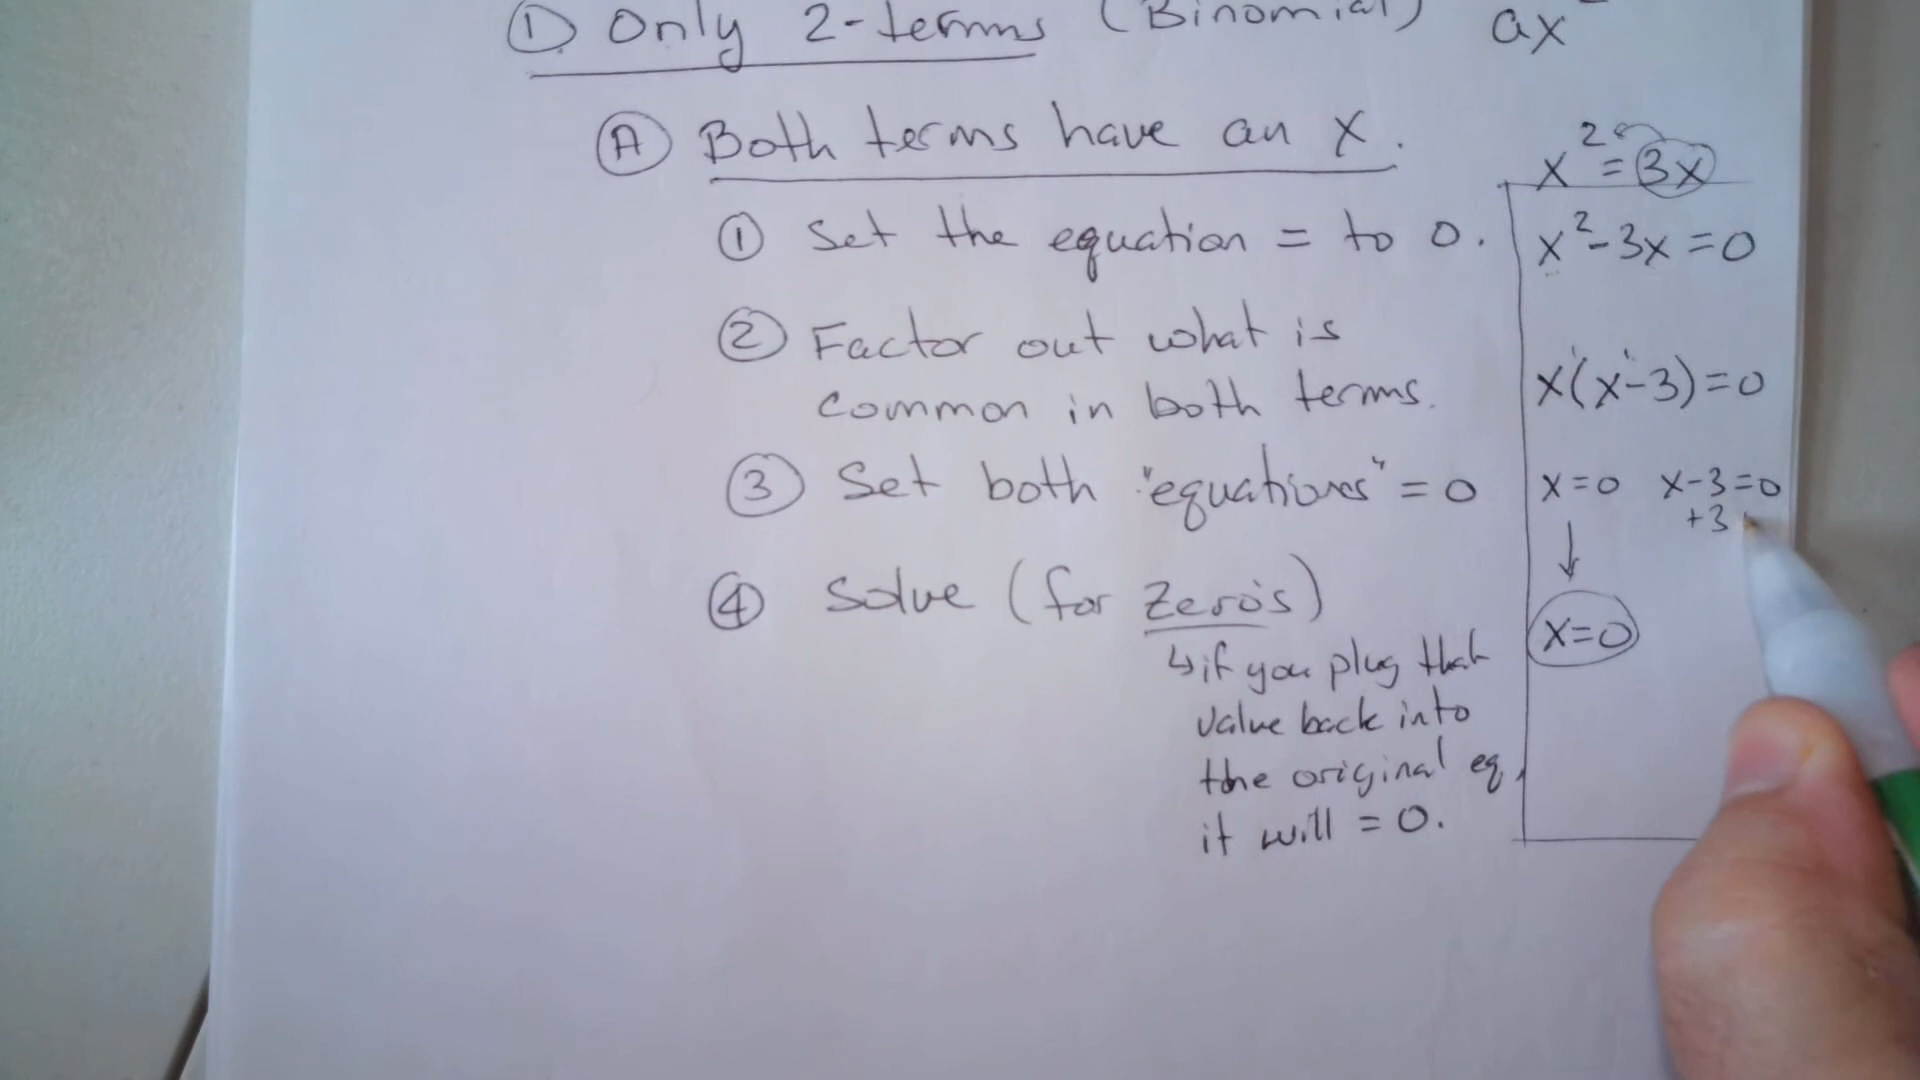 ① Only 2-terms (Binomial) ax
Ⓐ Both terms have an x.
① Set the equation = to 0.
② Factor out what is
common in both terms.
③ Set both "equations" = 0
④ Solve (for Zero's)
↳ if you plug that
value back into
the original eq,
it will = 0.
x² = 3x
x² - 3x = 0
x(x - 3) = 0
x = 0 x - 3 = 0
+3
↓
x = 0